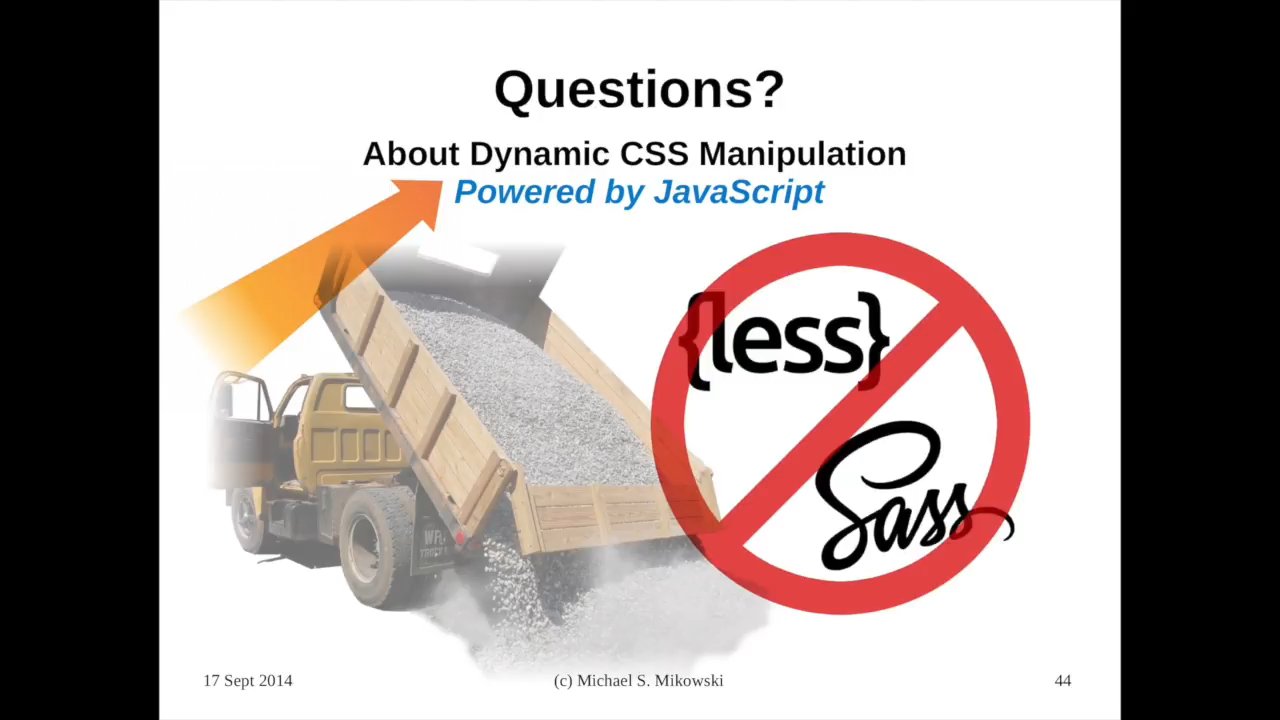 Questions?
About Dynamic CSS Manipulation
Powered by JavaScript
{less}
Sass
17 Sept 2014
(c) Michael S. Mikowski
44